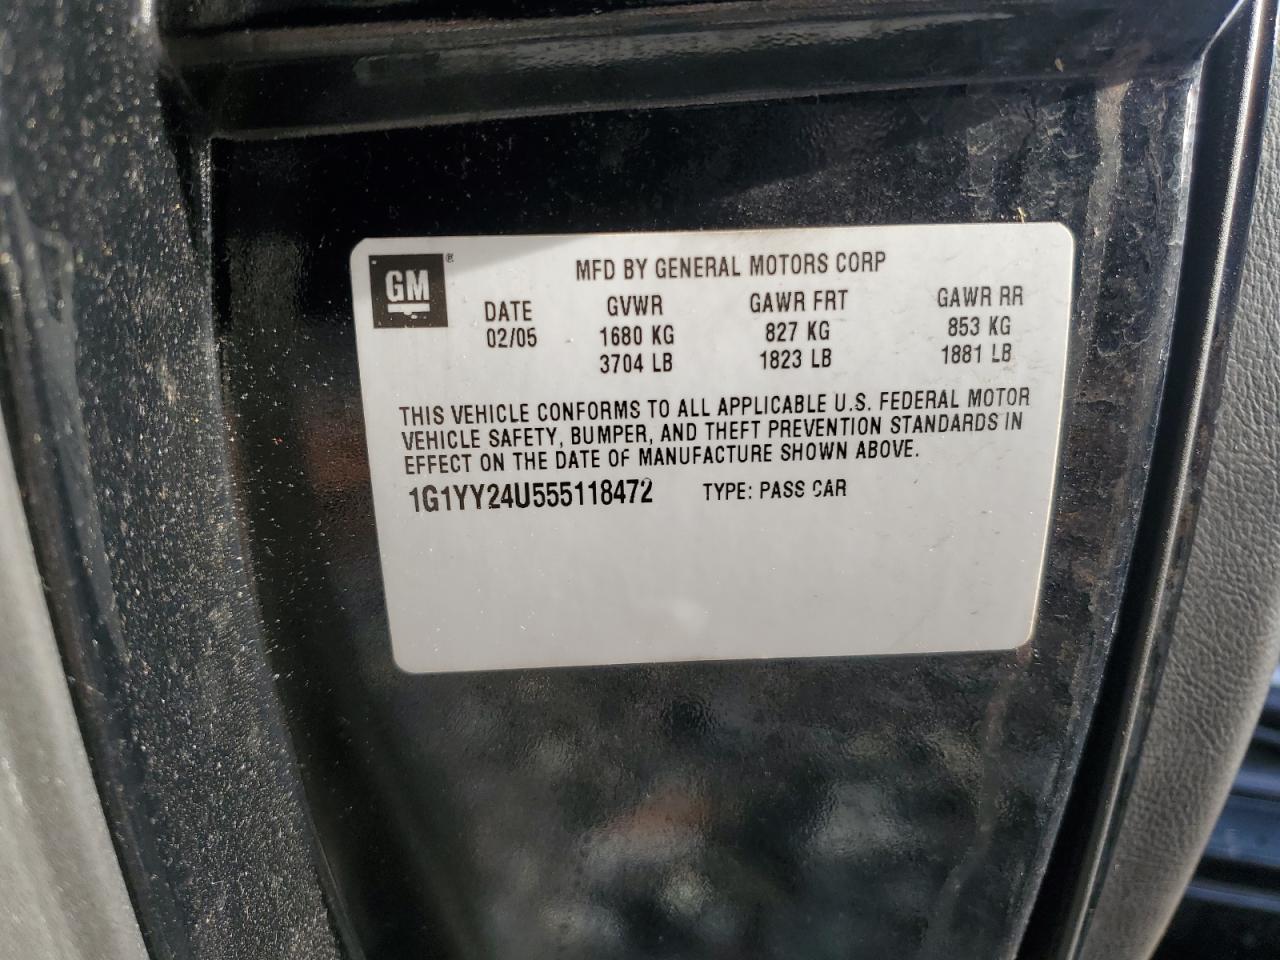 GM ®
MFD BY GENERAL MOTORS CORP
DATE GVWR GAWR FRT GAWR RR
02/05 1680 KG 827 KG 853 KG
3704 LB 1823 LB 1881 LB
THIS VEHICLE CONFORMS TO ALL APPLICABLE U.S. FEDERAL MOTOR
VEHICLE SAFETY, BUMPER, AND THEFT PREVENTION STANDARDS IN
EFFECT ON THE DATE OF MANUFACTURE SHOWN ABOVE.
1G1YY24U555118472 TYPE: PASS CAR